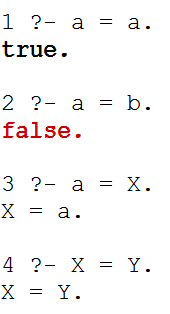 1 ?- a = a.
true.
2 ?- a = b.
false.
3 ?- a = X.
X = a.
4 ?- X = Y.
X = Y.